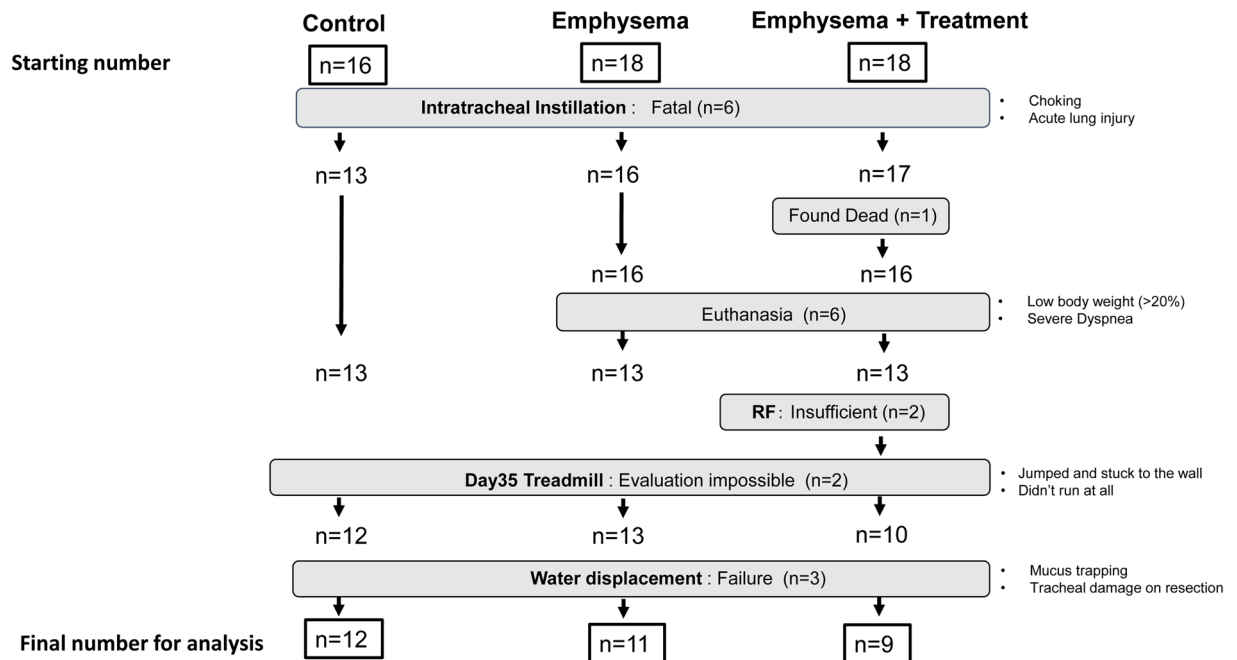 Control Emphysema Emphysema + Treatment
Starting number n=16 n=18 n=18
Intratracheal Instillation : Fatal (n=6)
• Choking
• Acute lung injury
n=13 n=16 n=17
Found Dead (n=1)
n=16 n=16
Euthanasia (n=6)
• Low body weight (>20%)
• Severe Dyspnea
n=13 n=13 n=13
RF : Insufficient (n=2)
Day35 Treadmill : Evaluation impossible (n=2)
• Jumped and stuck to the wall
• Didn't run at all
n=12 n=13 n=10
Water displacement : Failure (n=3)
• Mucus trapping
• Tracheal damage on resection
Final number for analysis n=12 n=11 n=9